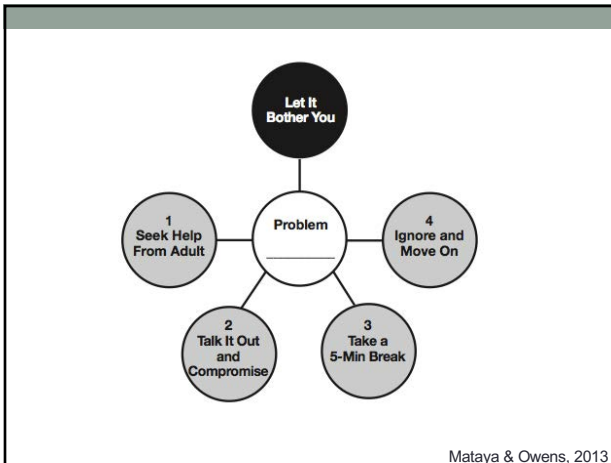 Let It
Bother You
Problem
1
Seek Help
From Adult
2
Talk It Out
and
Compromise
3
Take a
5-Min Break
4
Ignore and
Move On
Mataya & Owens, 2013